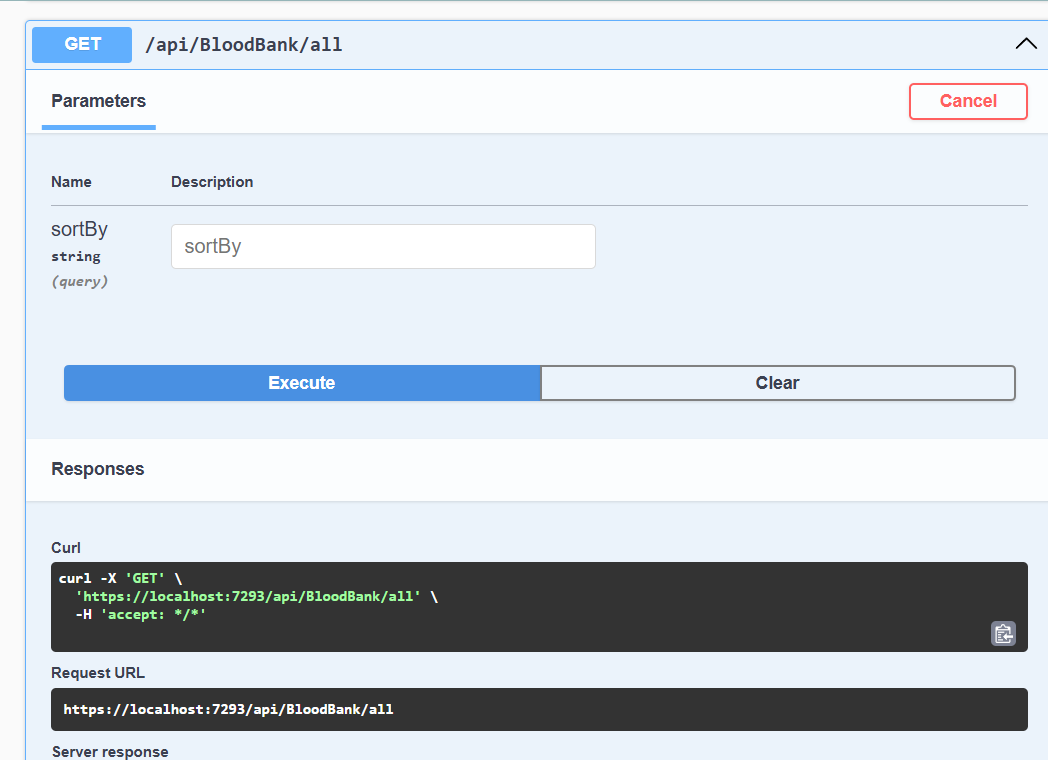 GET /api/BloodBank/all
Parameters
Cancel
Name Description
sortBy
string
(query)
sortBy
Execute Clear
Responses
Curl
curl -X 'GET' \
'https://localhost:7293/api/BloodBank/all' \
-H 'accept: */*'
Request URL
https://localhost:7293/api/BloodBank/all
Server response